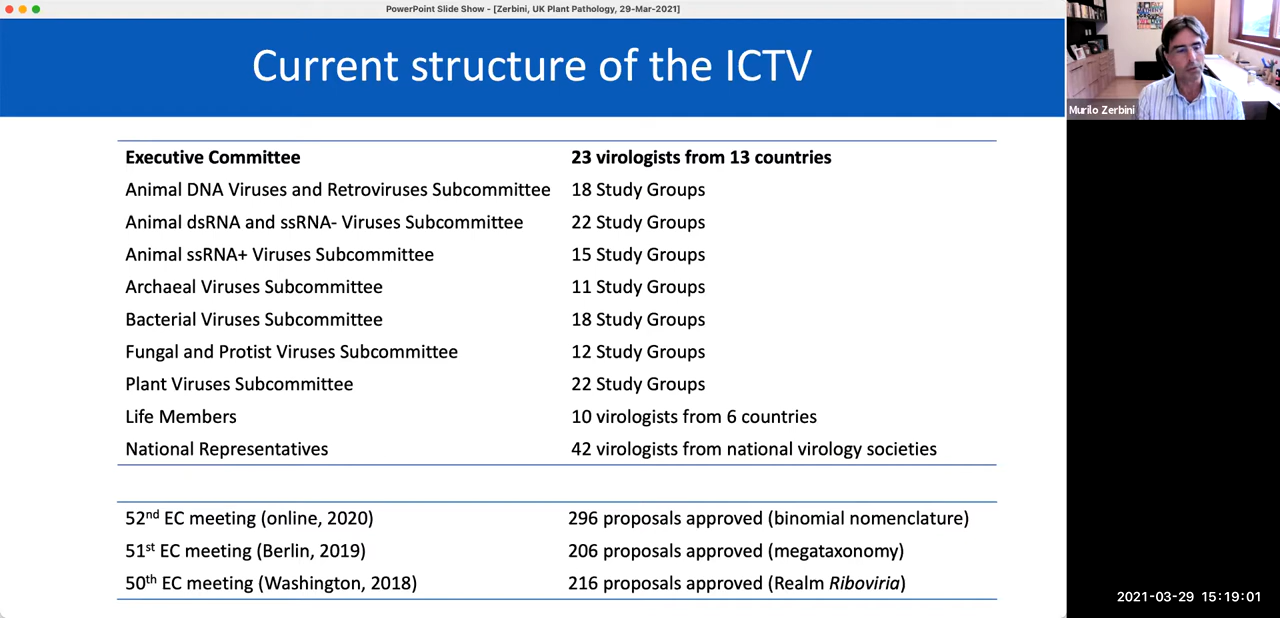 PowerPoint Slide Show - [Zerbini, UK Plant Pathology, 29-Mar-2021]
Current structure of the ICTV
Murilo Zerbini
Executive Committee 23 virologists from 13 countries
Animal DNA Viruses and Retroviruses Subcommittee 18 Study Groups
Animal dsRNA and ssRNA- Viruses Subcommittee 22 Study Groups
Animal ssRNA+ Viruses Subcommittee 15 Study Groups
Archaeal Viruses Subcommittee 11 Study Groups
Bacterial Viruses Subcommittee 18 Study Groups
Fungal and Protist Viruses Subcommittee 12 Study Groups
Plant Viruses Subcommittee 22 Study Groups
Life Members 10 virologists from 6 countries
National Representatives 42 virologists from national virology societies
52nd EC meeting (online, 2020) 296 proposals approved (binomial nomenclature)
51st EC meeting (Berlin, 2019) 206 proposals approved (megataxonomy)
50th EC meeting (Washington, 2018) 216 proposals approved (Realm Riboviria)
2021-03-29 15:19:01